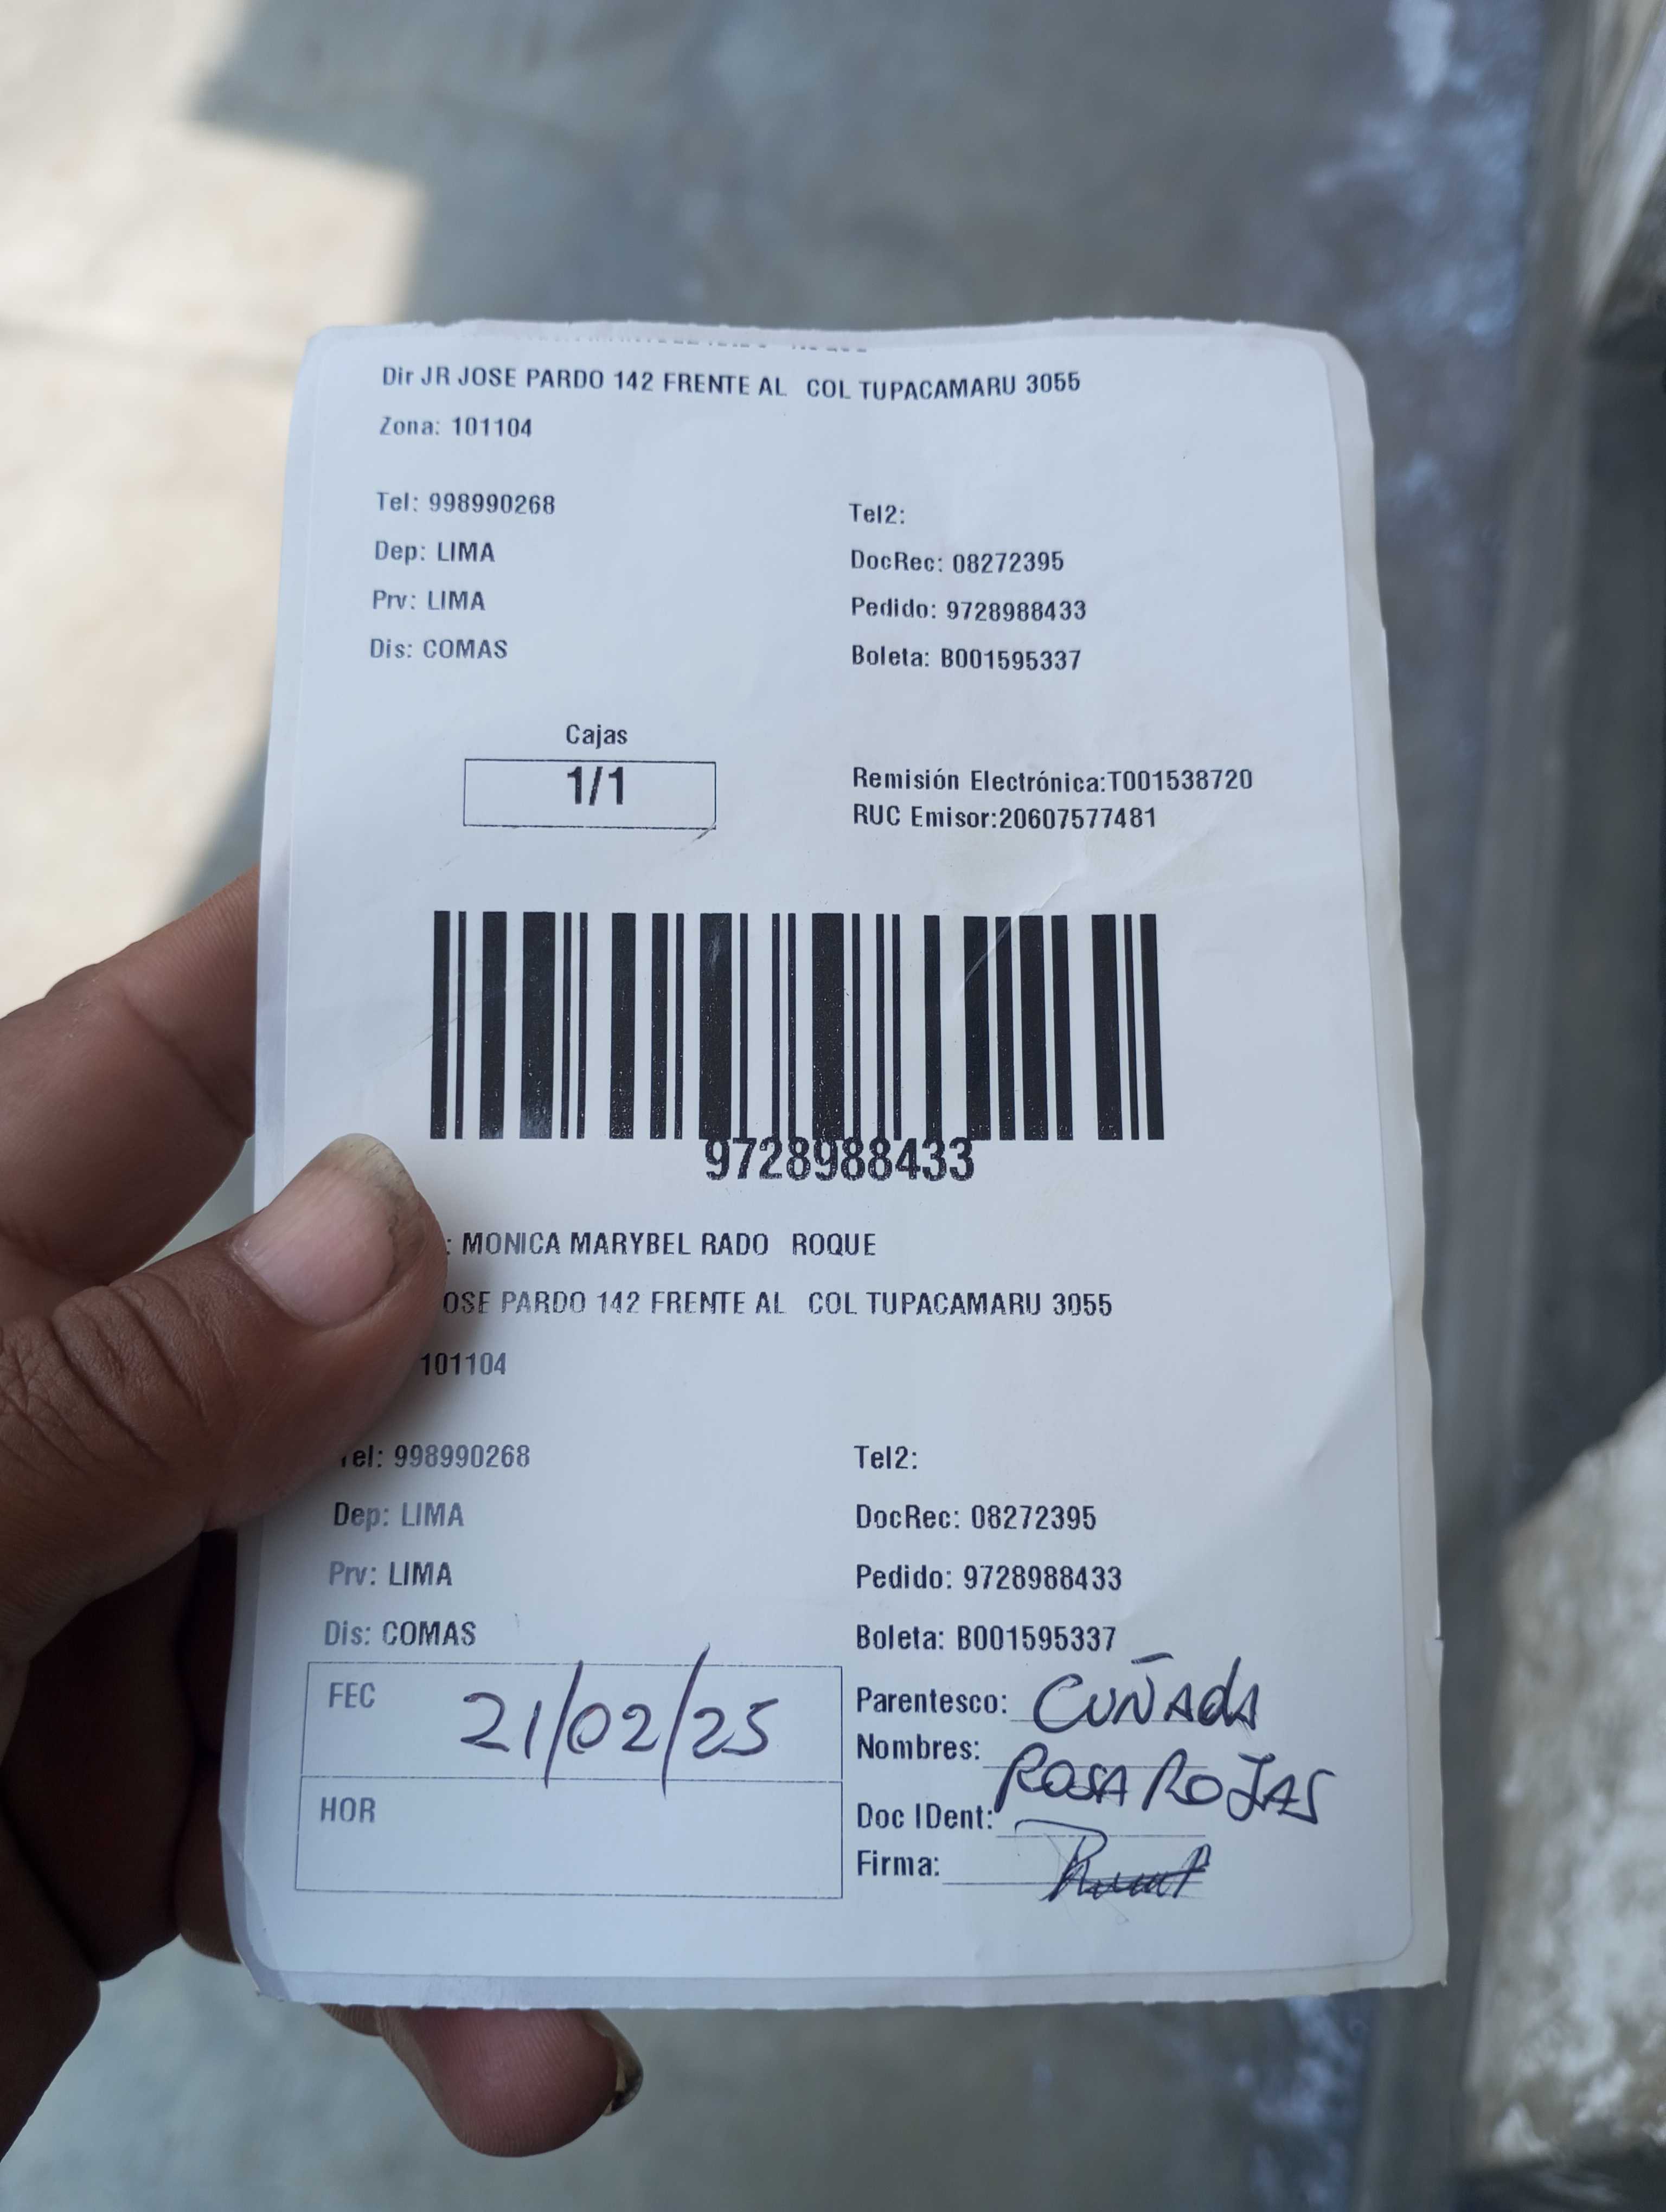 Dir JR JOSE PARDO 142 FRENTE AL COL TUPACAMARU 3055
Zona: 101104
Tel: 998990268
Tel2:
Dep: LIMA
DocRec: 08272395
Prv: LIMA
Pedido: 9728988433
Dis: COMAS
Boleta: B001595337
Cajas
1/1
Remisión Electrónica:T001538720
RUC Emisor:20607577481
9728988433
: MONICA MARYBEL RADO ROQUE
OSE PARDO 142 FRENTE AL COL TUPACAMARU 3055
101104
Tel: 998990268
Tel2:
Dep: LIMA
DocRec: 08272395
Prv: LIMA
Pedido: 9728988433
Dis: COMAS
Boleta: B001595337
FEC 21/02/25
Parentesco: CUÑAdA
Nombres: ROSA ROJAS
HOR
Doc IDent:
Firma: